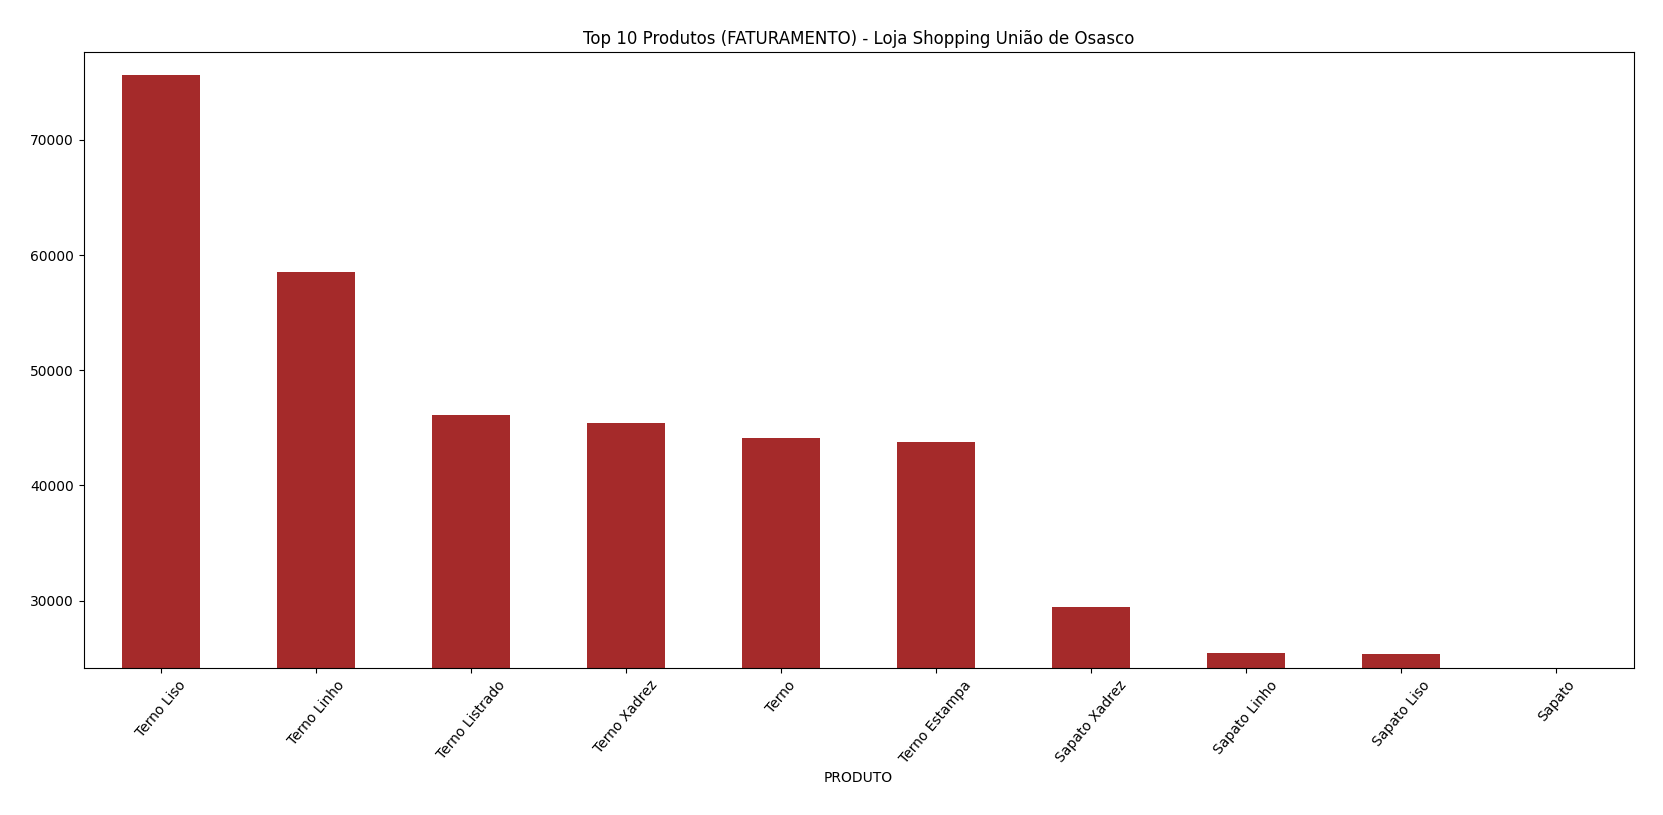 Top 10 Produtos (FATURAMENTO) - Loja Shopping União de Osasco
70000
60000
50000
40000
30000
Terno Liso
Terno Linho
Terno Listrado
Terno Xadrez
Terno
Terno Estampa
Sapato Xadrez
Sapato Linho
Sapato Liso
Sapato
PRODUTO